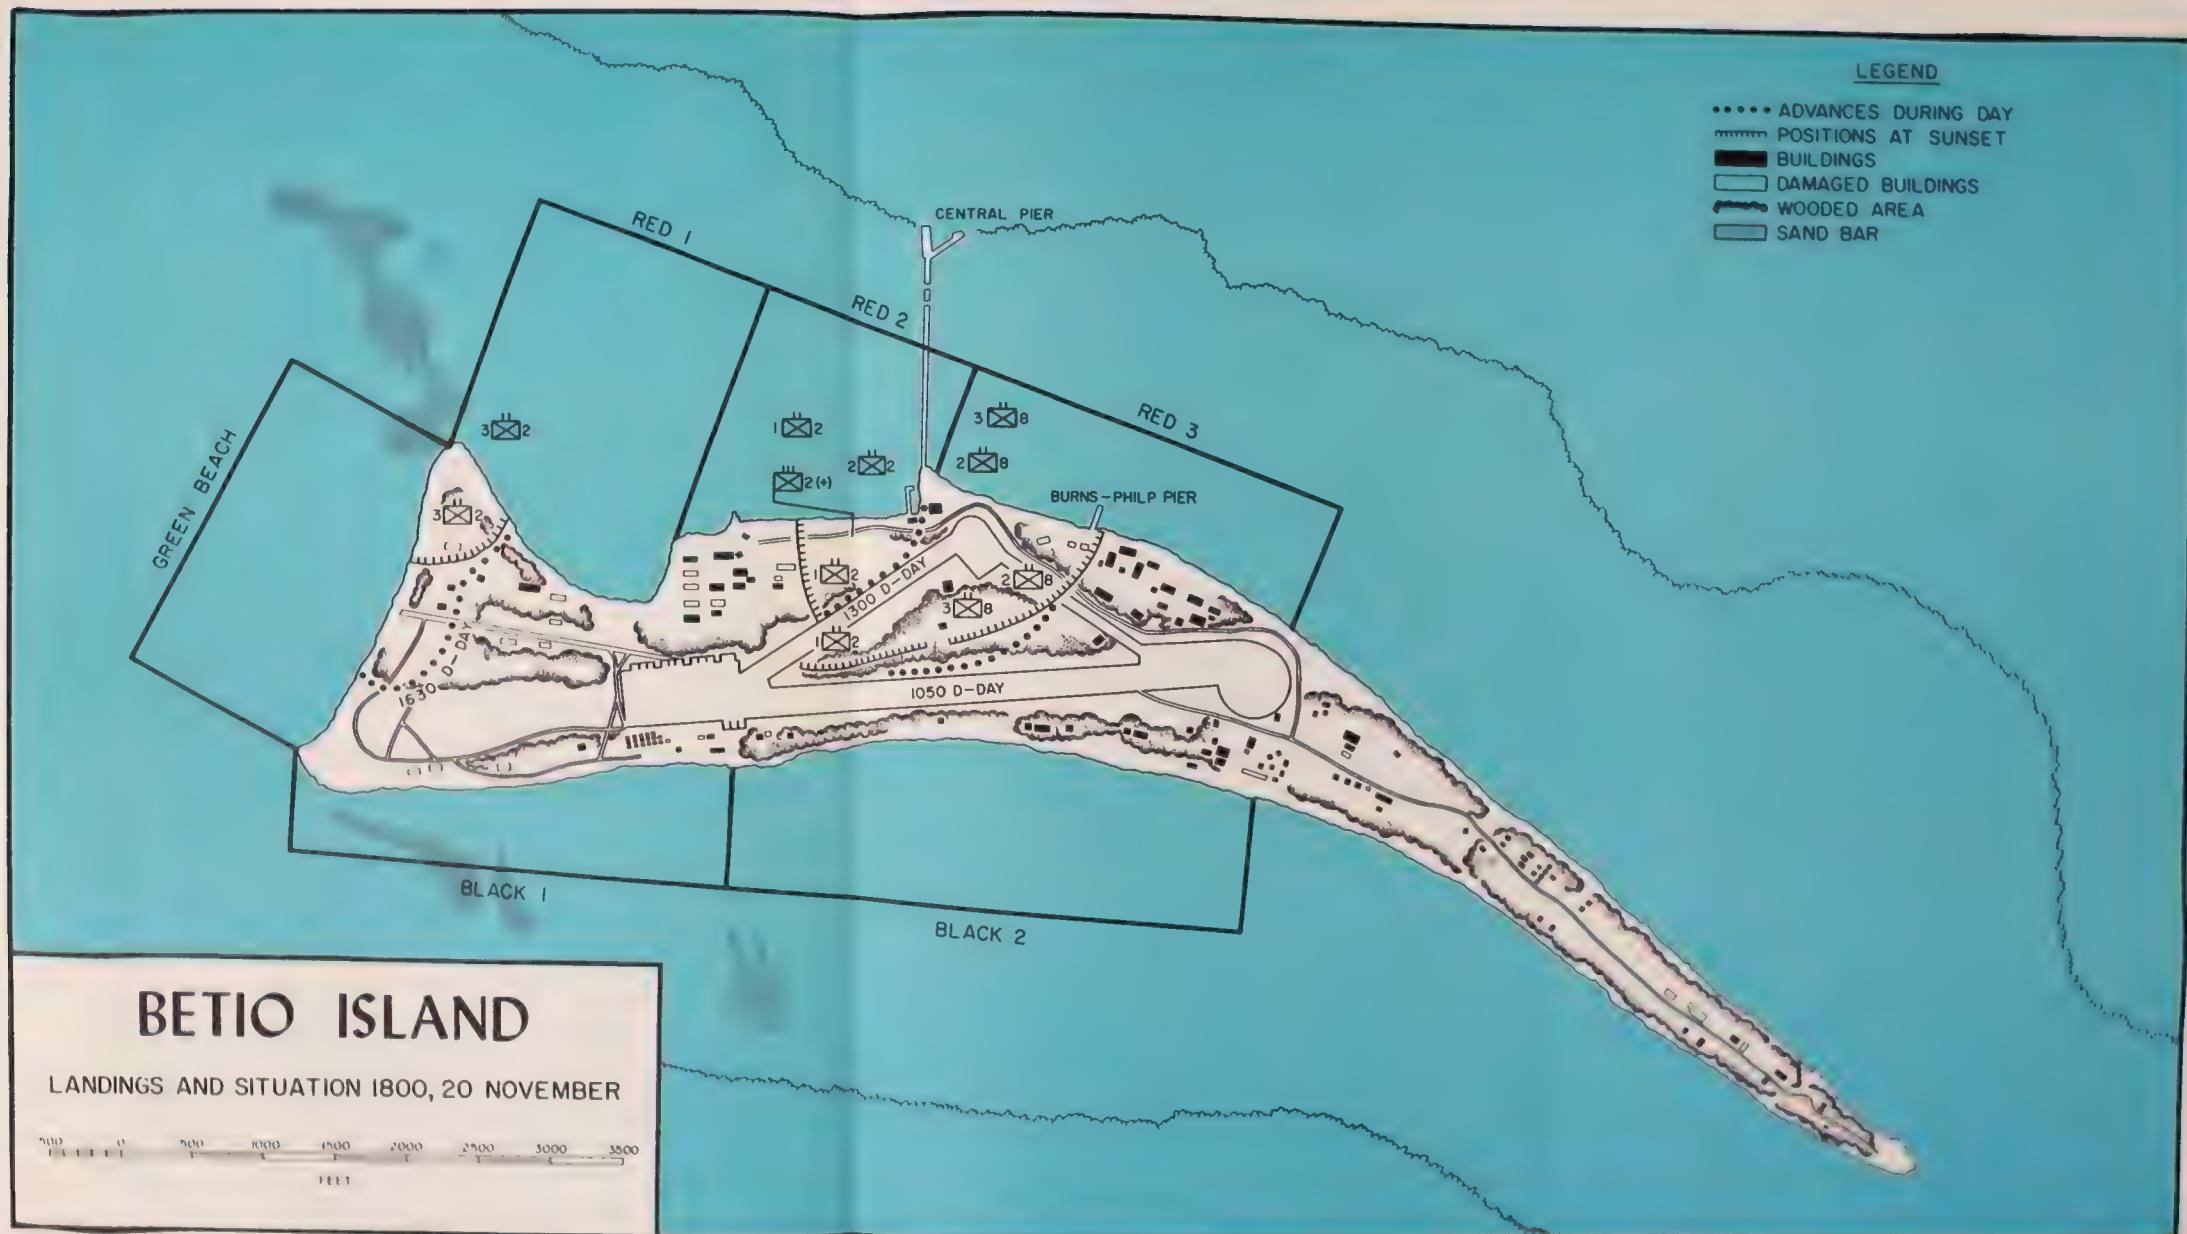 LEGEND
ADVANCES DURING DAY
POSITIONS AT SUNSET
BUILDINGS
DAMAGED BUILDINGS
WOODED AREA
SAND BAR
CENTRAL PIER
RED 1
RED 2
RED 3
GREEN BEACH
3 2
1 2
3 8
2 2
2 8
2(+)
BURNS-PHILP PIER
3 2
1 2
1300 D-DAY
2 8
3 8
1 2
1630 D-DAY
1050 D-DAY
BLACK 1
BLACK 2
BETIO ISLAND
LANDINGS AND SITUATION 1800, 20 NOVEMBER
500 0 500 1000 1500 2000 2500 3000 3500
FEET